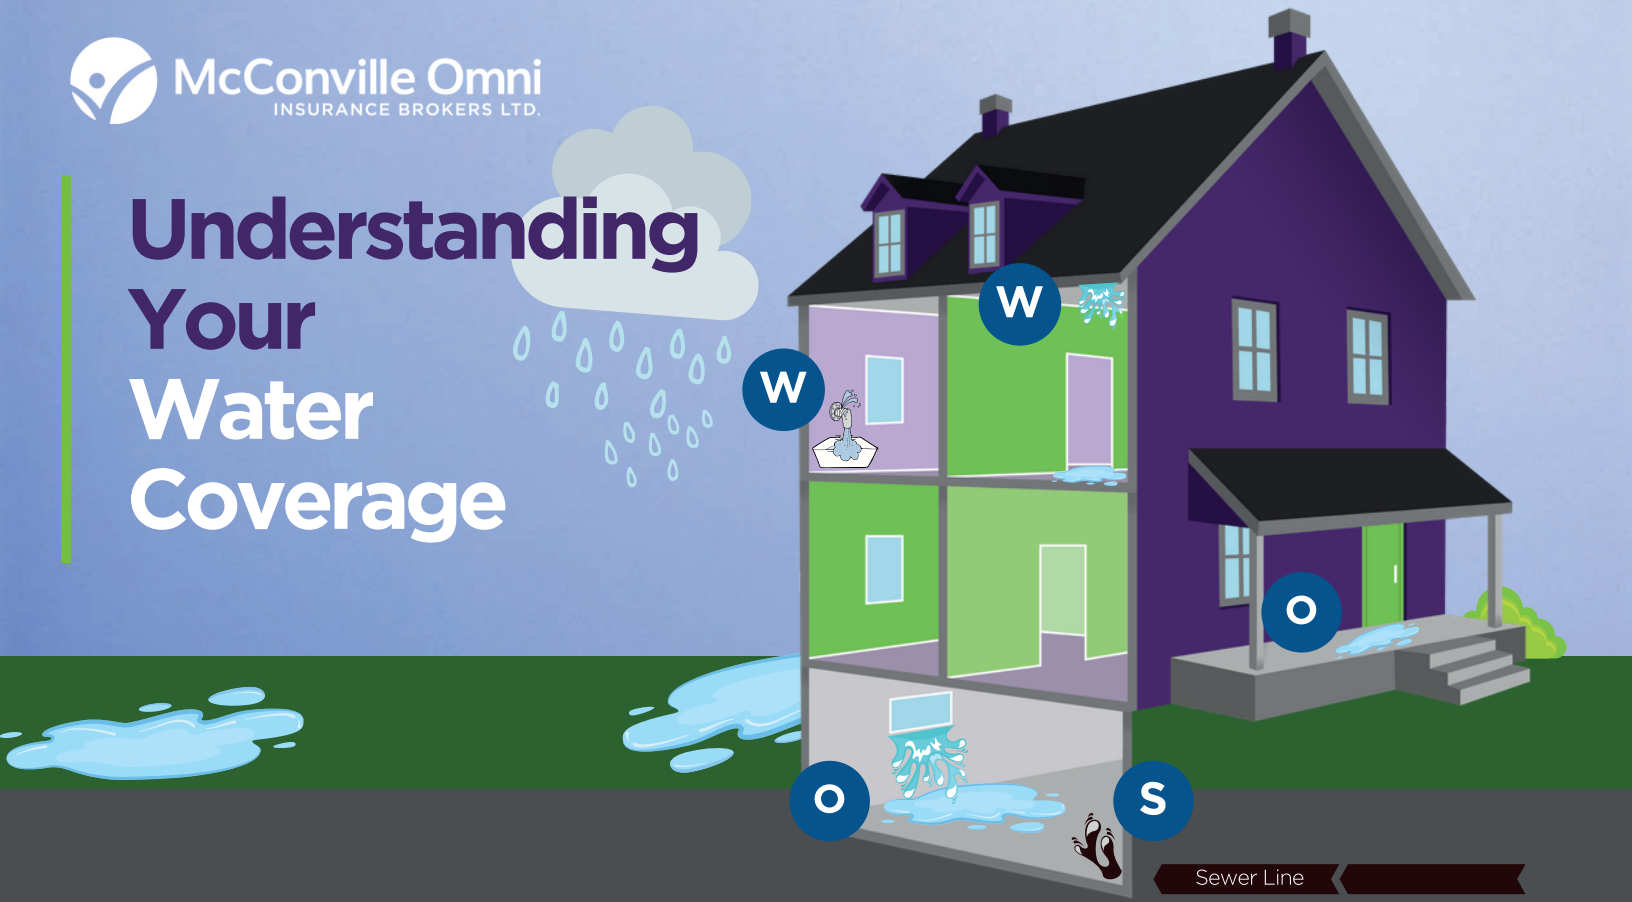 McConville Omni
INSURANCE BROKERS LTD.
Understanding
Your
Water
Coverage
W
W
O
O
S
Sewer Line